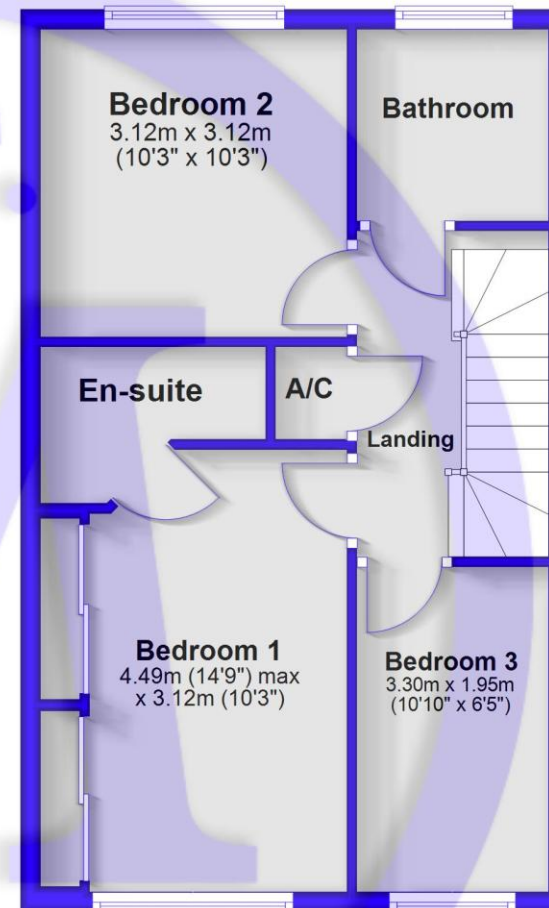 Bedroom 2
3.12m x 3.12m
(10'3" x 10'3")
Bathroom
En-suite
A/C
Landing
Bedroom 1
4.49m (14'9") max
x 3.12m (10'3")
Bedroom 3
3.30m x 1.95m
(10'10" x 6'5")